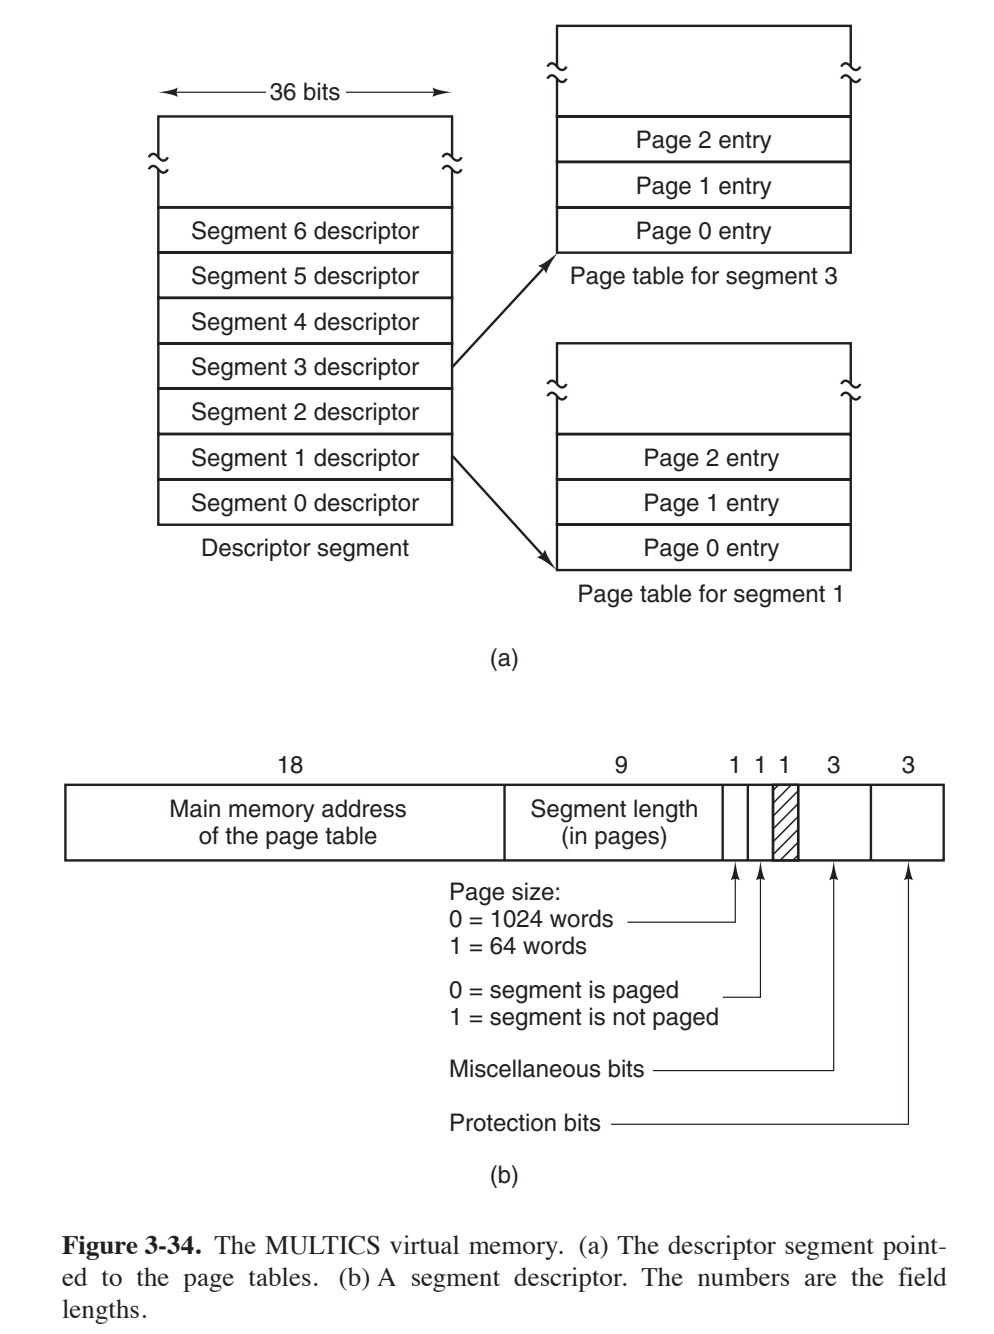 36 bits
Segment 6 descriptor
Segment 5 descriptor
Segment 4 descriptor
Segment 3 descriptor
Segment 2 descriptor
Segment 1 descriptor
Segment 0 descriptor
Descriptor segment
Page 2 entry
Page 1 entry
Page 0 entry
Page table for segment 3
Page 2 entry
Page 1 entry
Page 0 entry
Page table for segment 1
(a)
18 9 1 1 1 3 3
Main memory address
of the page table
Segment length
(in pages)
Page size:
0 = 1024 words
1 = 64 words
0 = segment is paged
1 = segment is not paged
Miscellaneous bits
Protection bits
(b)
Figure 3-34. The MULTICS virtual memory. (a) The descriptor segment point-
ed to the page tables. (b) A segment descriptor. The numbers are the field
lengths.